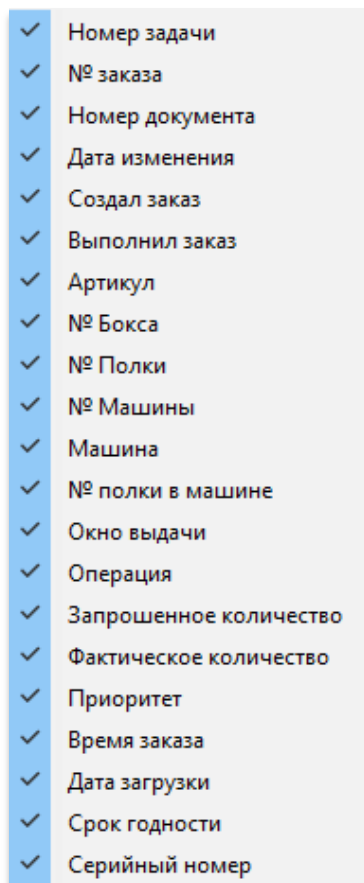 Номер задачи
№ заказа
Номер документа
Дата изменения
Создал заказ
Выполнил заказ
Артикул
№ Бокса
№ Полки
№ Машины
Машина
№ полки в машине
Окно выдачи
Операция
Запрошенное количество
Фактическое количество
Приоритет
Время заказа
Дата загрузки
Срок годности
Серийный номер